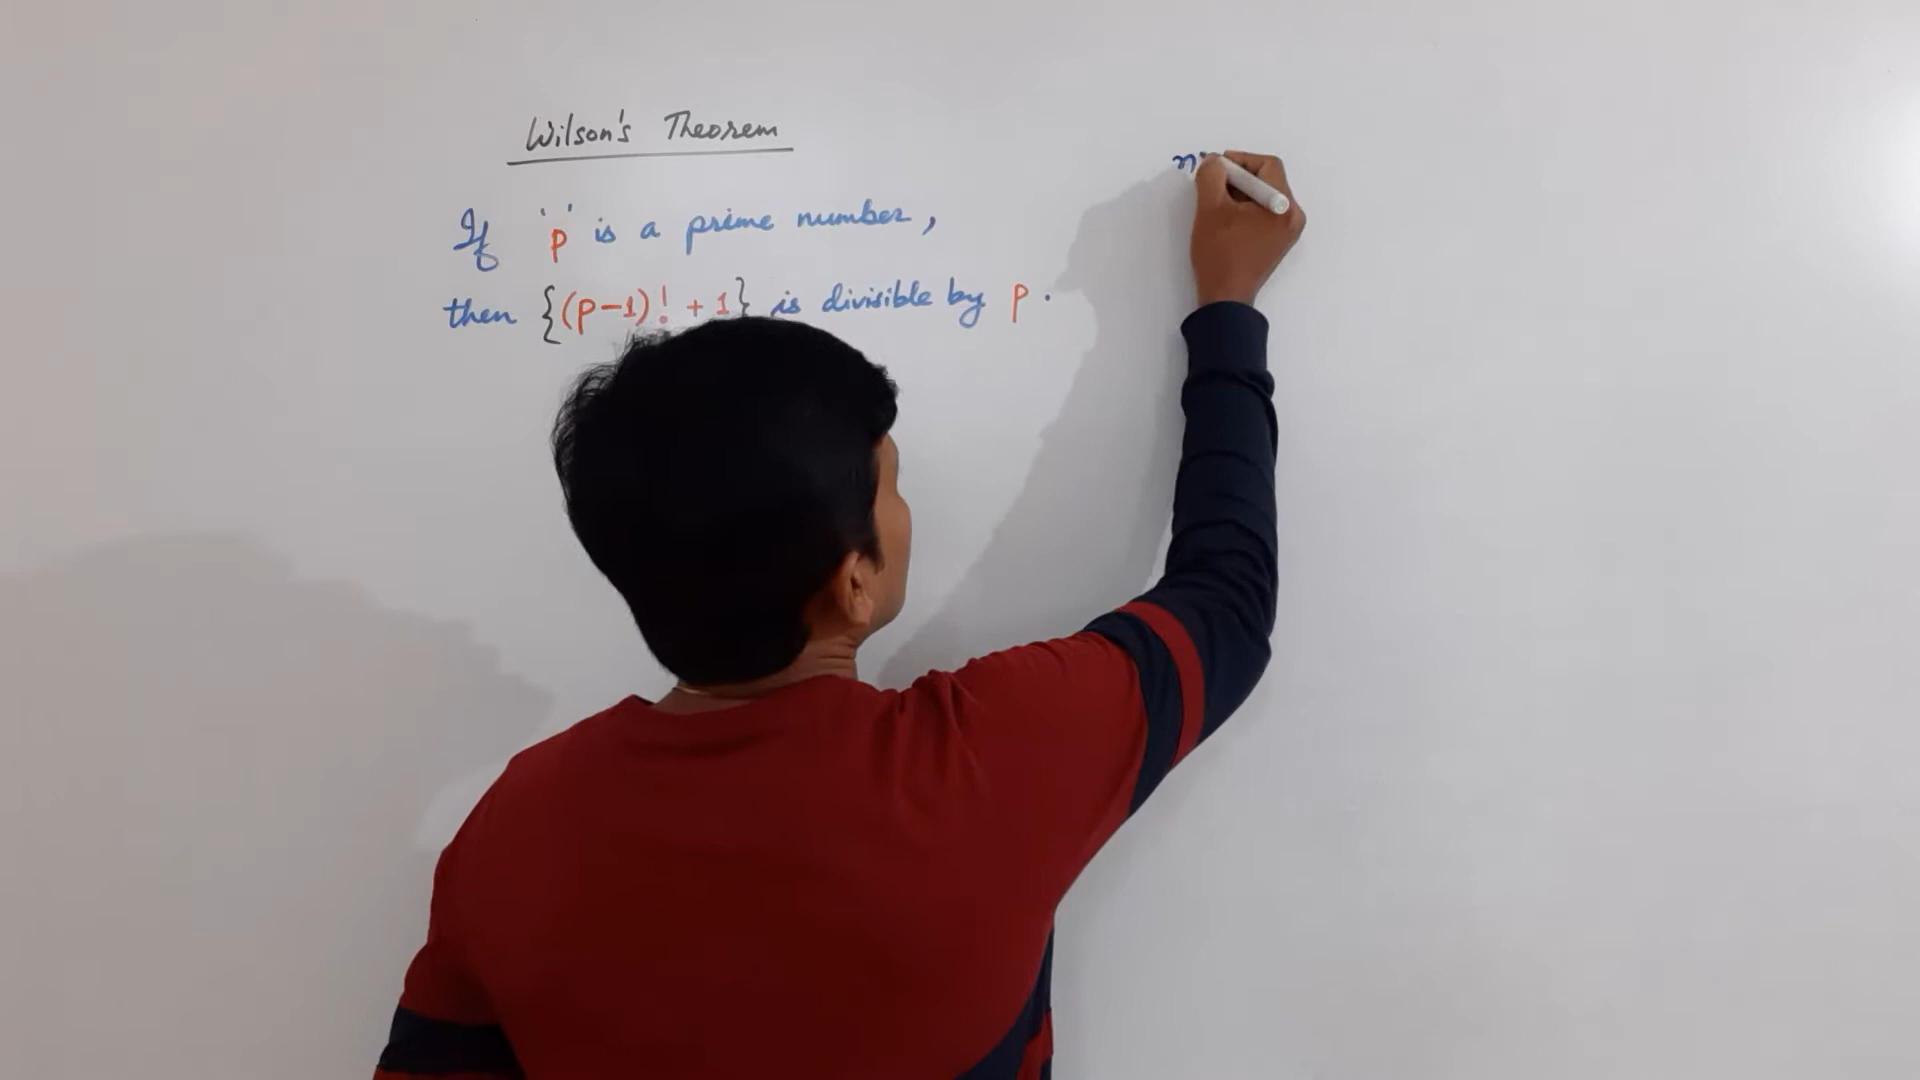 Wilson's Theorem
If 'p' is a prime number,
then {(p-1)! + 1} is divisible by p.
n!